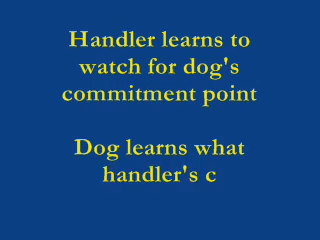 Handler learns to
watch for dog's
commitment point
Dog learns what
handler's c